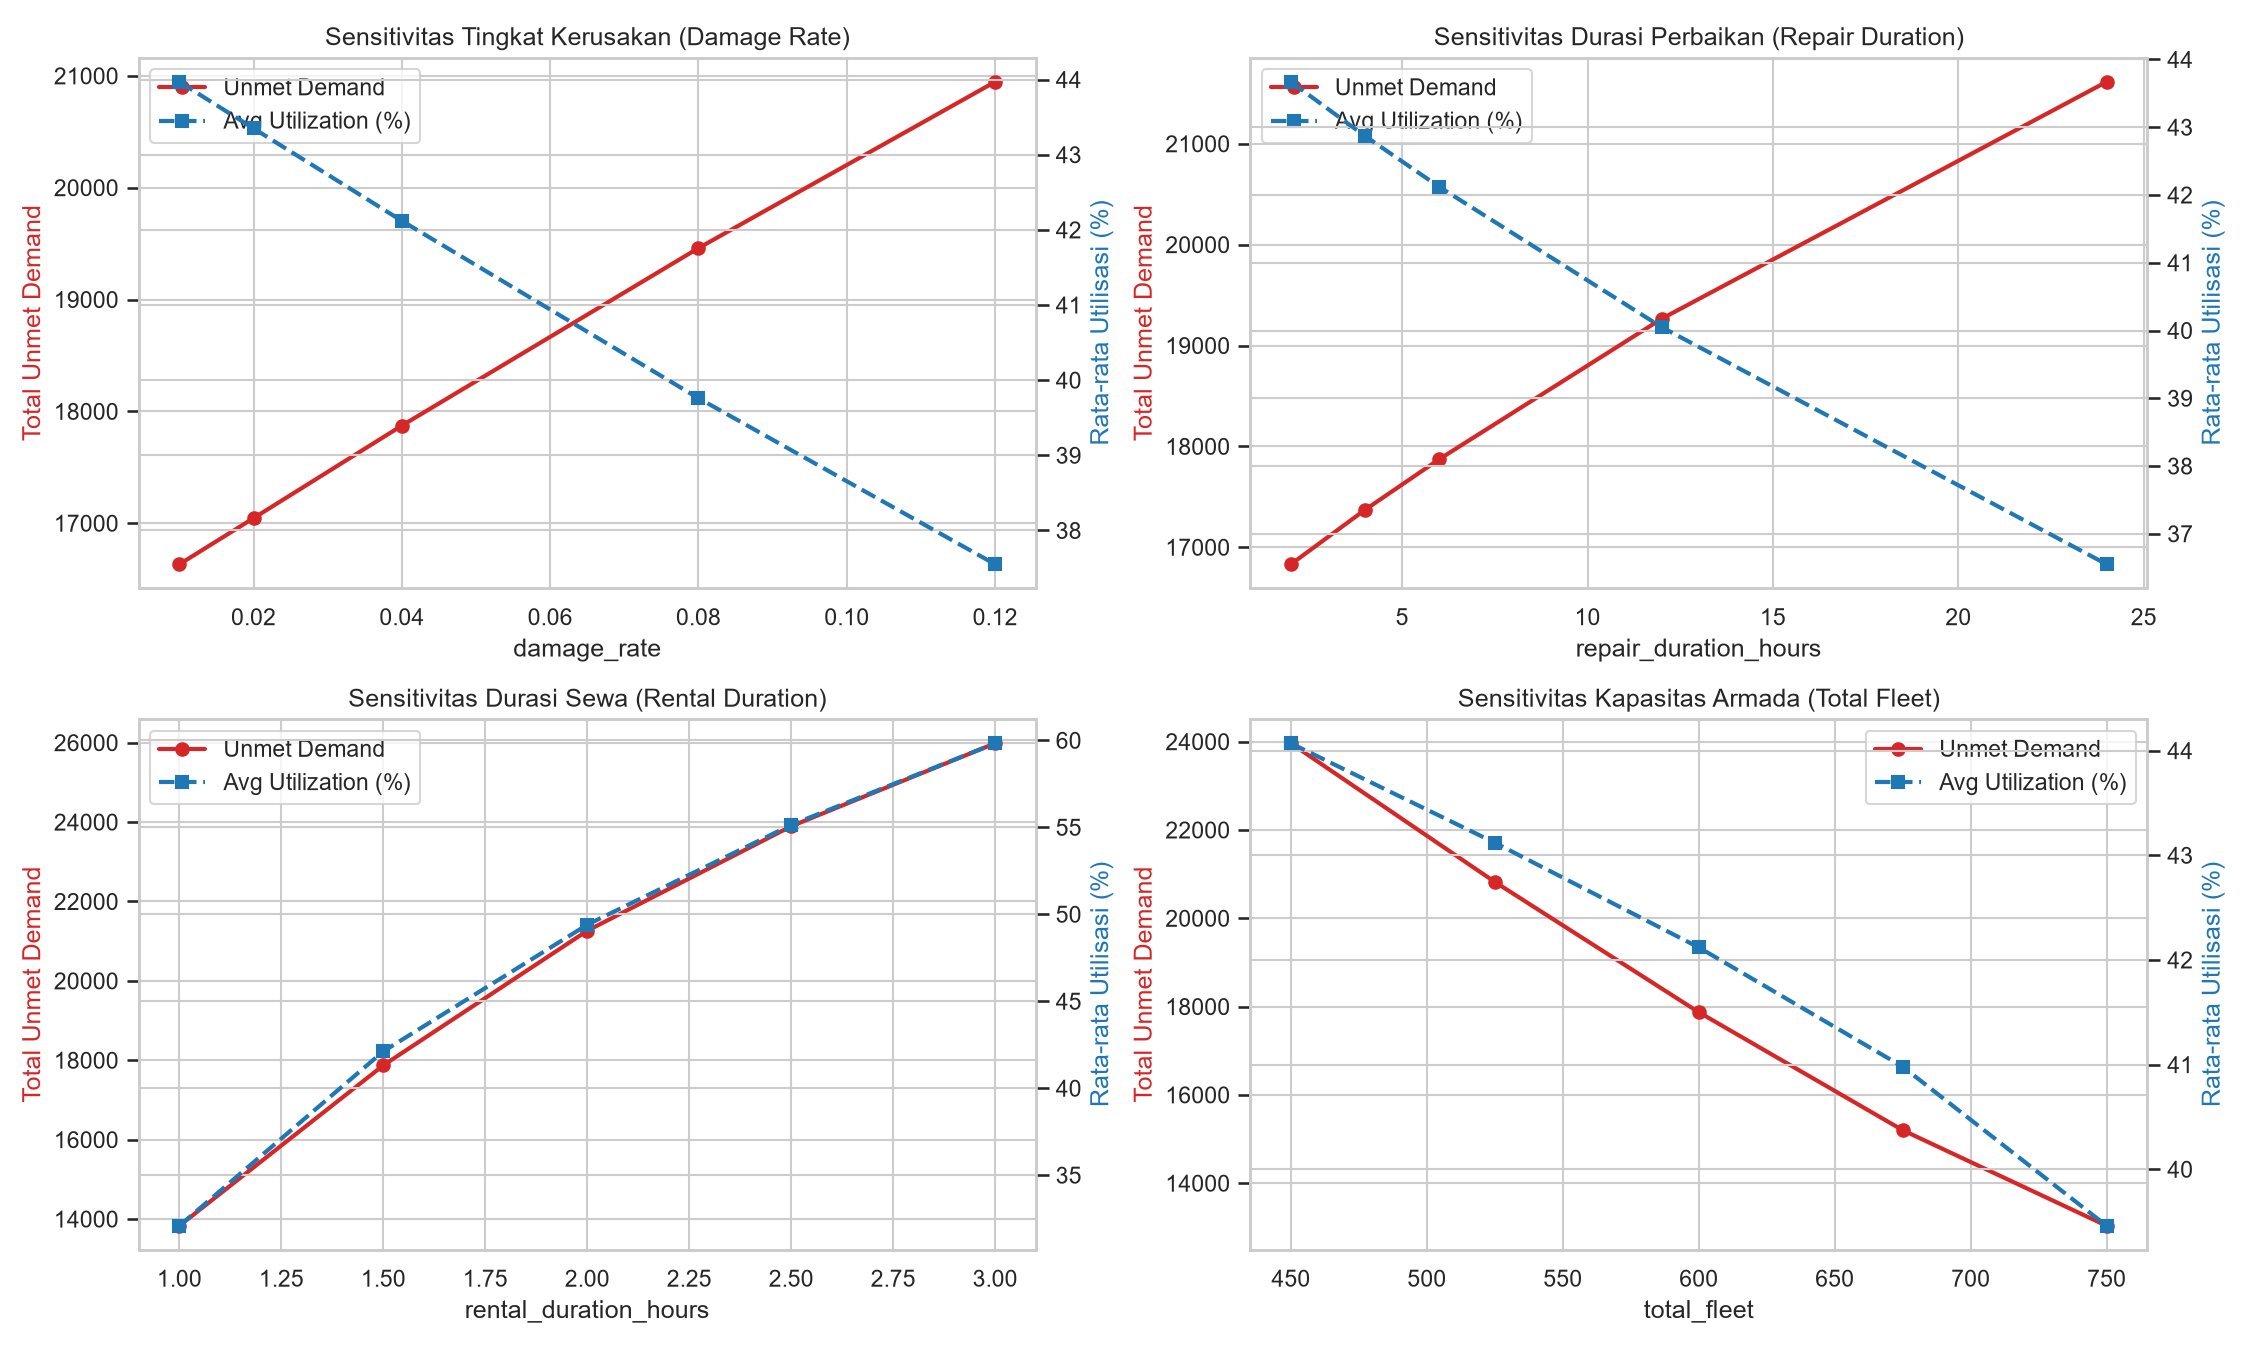 Sensitivitas Tingkat Kerusakan (Damage Rate)
Unmet Demand
Avg Utilization (%)
21000
20000
19000
18000
17000
Total Unmet Demand
44
43
42
41
40
39
38
Rata-rata Utilisasi (%)
0.02 0.04 0.06 0.08 0.10 0.12
damage_rate
Sensitivitas Durasi Perbaikan (Repair Duration)
Unmet Demand
Avg Utilization (%)
21000
20000
19000
18000
17000
Total Unmet Demand
44
43
42
41
40
39
38
37
Rata-rata Utilisasi (%)
5 10 15 20 25
repair_duration_hours
Sensitivitas Durasi Sewa (Rental Duration)
Unmet Demand
Avg Utilization (%)
26000
24000
22000
20000
18000
16000
14000
Total Unmet Demand
60
55
50
45
40
35
Rata-rata Utilisasi (%)
1.00 1.25 1.50 1.75 2.00 2.25 2.50 2.75 3.00
rental_duration_hours
Sensitivitas Kapasitas Armada (Total Fleet)
Unmet Demand
Avg Utilization (%)
24000
22000
20000
18000
16000
14000
Total Unmet Demand
44
43
42
41
40
Rata-rata Utilisasi (%)
450 500 550 600 650 700 750
total_fleet